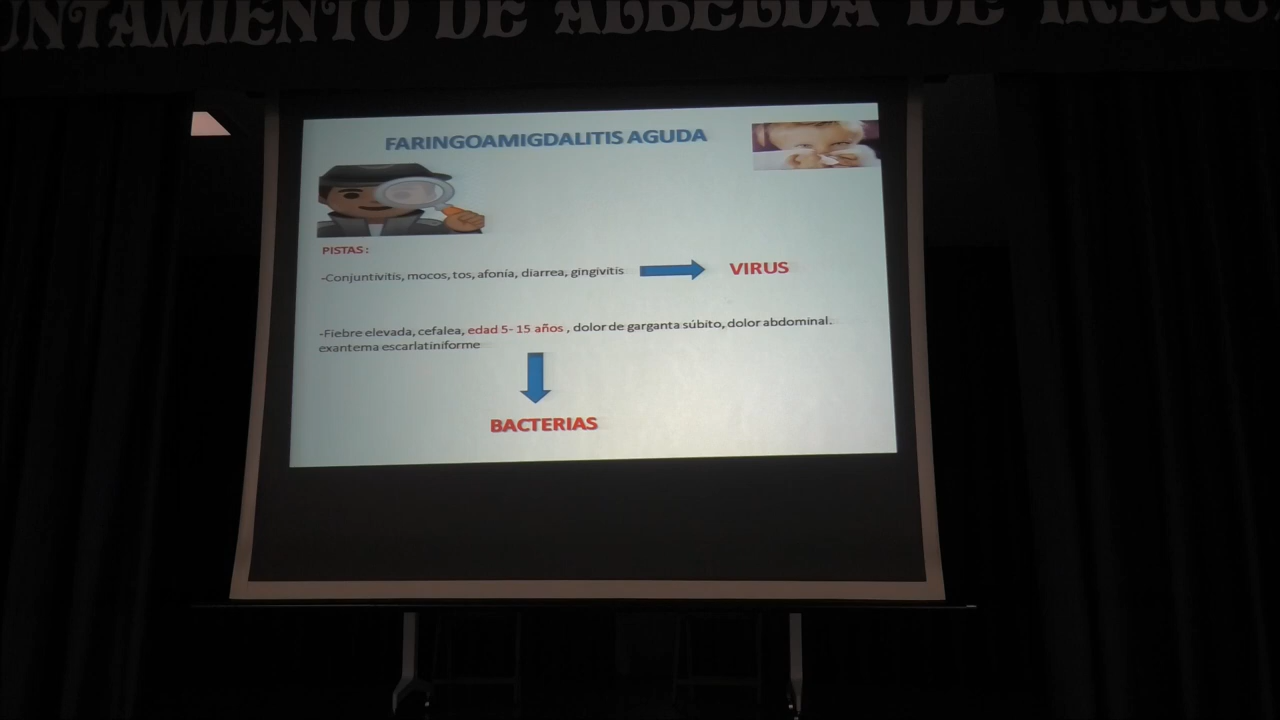 UNTAMIENTO DE ALBELDA DE IREGU
FARINGOAMIGDALITIS AGUDA
PISTAS:
-Conjuntivitis, mocos, tos, afonía, diarrea, gingivitis
VIRUS
-Fiebre elevada, cefalea, edad 5- 15 años , dolor de garganta súbito, dolor abdominal.
exantema escarlatiniforme
BACTERIAS